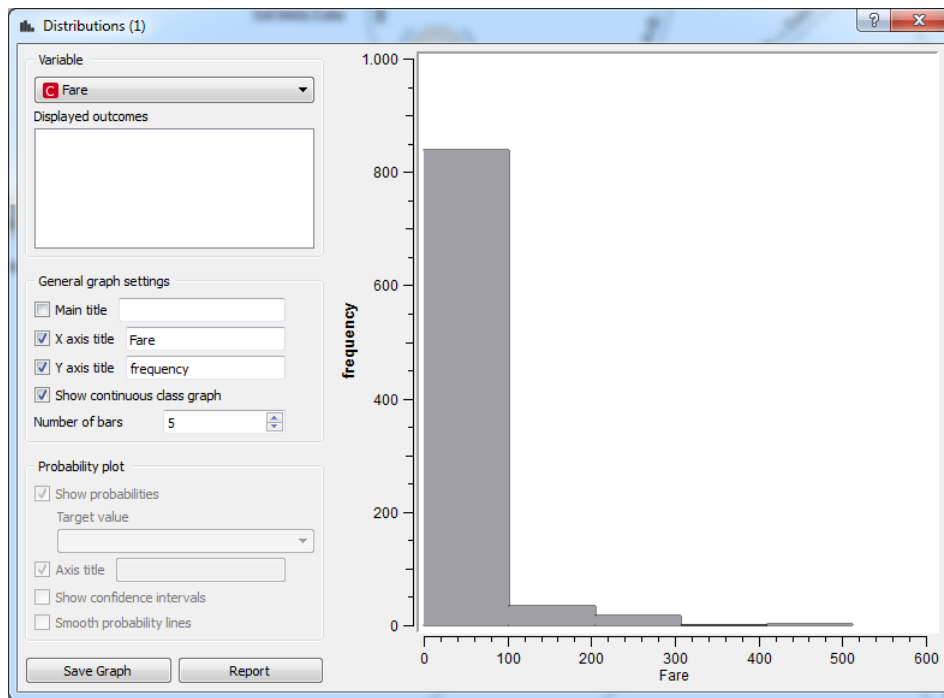 Distributions (1)
Variable
C Fare
Displayed outcomes
General graph settings
Main title
X axis title Fare
Y axis title frequency
Show continuous class graph
Number of bars 5
Probability plot
Show probabilities
Target value
Axis title
Show confidence intervals
Smooth probability lines
Save Graph Report
1.000
800
600
400
200
0
frequency
0 100 200 300 400 500 600
Fare